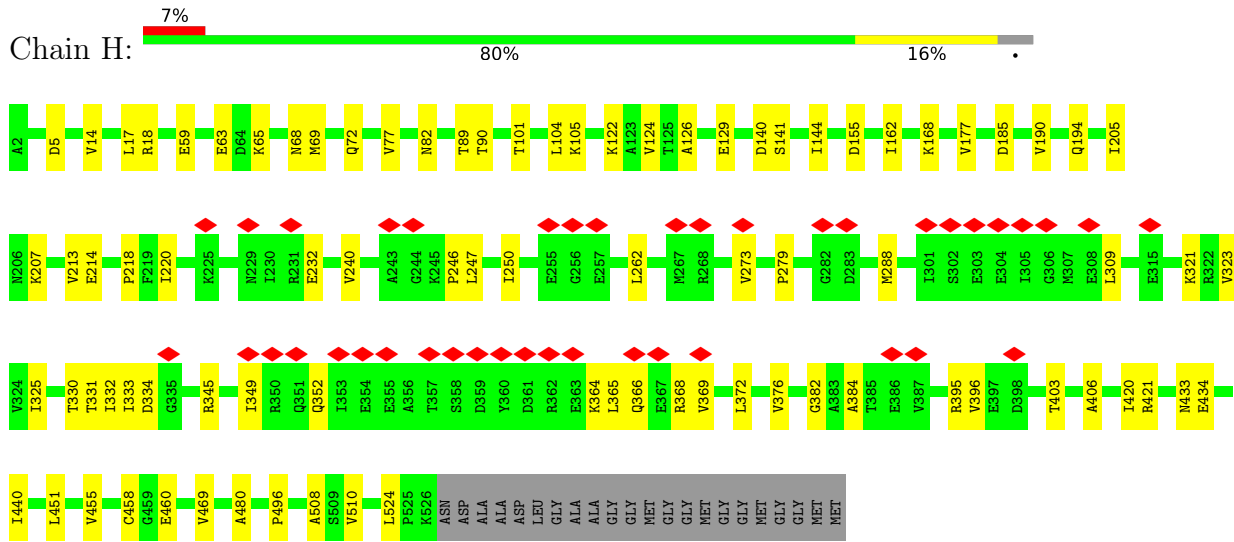 7%
Chain H:
80% 16% •
A2 D5 V14 L17 R18 E59 E63 D64 K65 N68 M69 Q72 V77 N82 T89 T90 T101 L104 K105 K122 A123 V124 T125 A126 E129 D140 S141 I144 D155 I162 K168 V177 D185 V190 Q194 I205
N206 K207 V213 E214 P218 F219 I220 K225 N229 I230 R231 E232 V240 A243 G244 K245 P246 L247 I250 E255 G256 E257 L262 M267 R268 V273 P279 G282 D283 M288 I301 S302 E303 E304 I305 G306 M307 E308 L309 E315 K321 R322 V323
V324 I325 T330 T331 I332 I333 D334 G335 R345 I349 R350 Q351 Q352 I353 E354 E355 A356 T357 S358 D359 Y360 D361 R362 E363 K364 L365 Q366 E367 R368 V369 L372 V376 G382 A383 A384 T385 E386 V387 R395 V396 E397 D398 T403 A406 I420 R421 N433 E434
I440 L451 V455 C458 G459 E460 V469 A480 P496 A508 S509 V510 L524 P525 K526 ASN ASP ALA ALA ASP LEU GLY ALA ALA GLY GLY MET GLY GLY MET GLY GLY MET GLY GLY MET MET